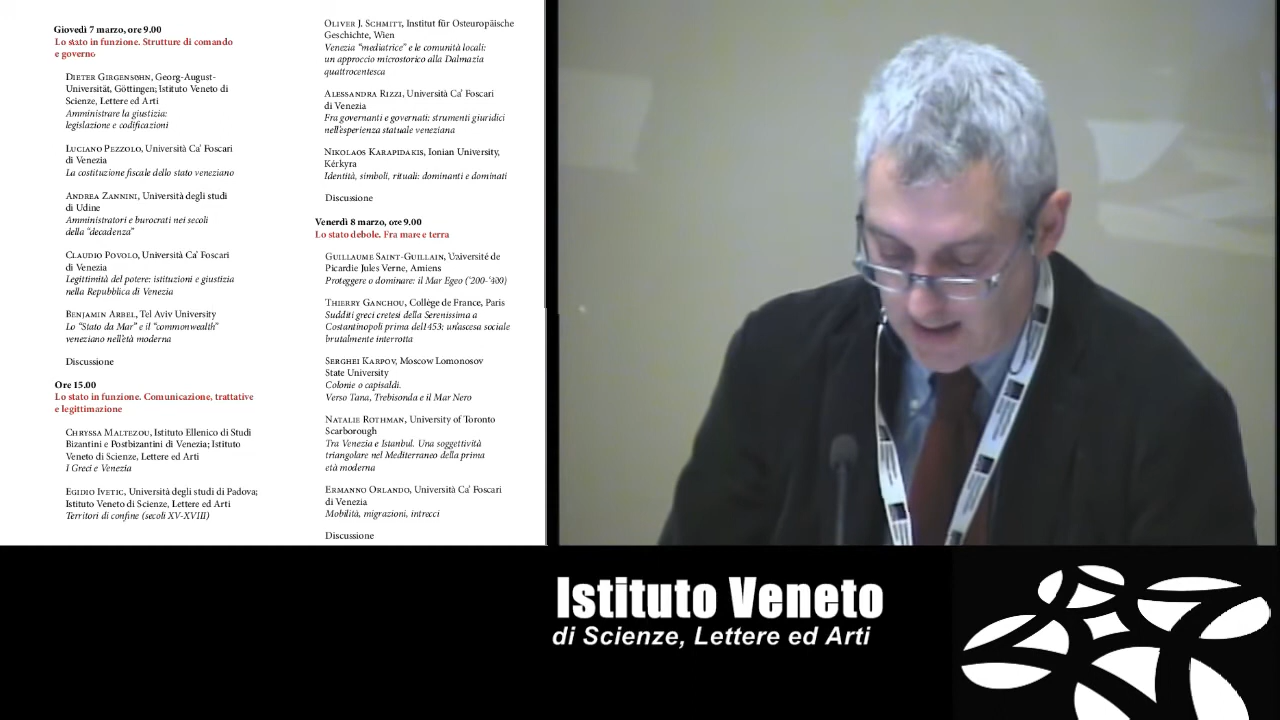 Giovedì 7 marzo, ore 9.00
Lo stato in funzione. Strutture di comando
e governo
Dieter Girgensohn, Georg-August-
Universität, Göttingen; Istituto Veneto di
Scienze, Lettere ed Arti
Amministrare la giustizia:
legislazione e codificazioni
Luciano Pezzolo, Università Ca' Foscari
di Venezia
La costituzione fiscale dello stato veneziano
Andrea Zannini, Università degli studi
di Udine
Amministratori e burocrati nei secoli
della "decadenza"
Claudio Povolo, Università Ca' Foscari
di Venezia
Legittimità del potere: istituzioni e giustizia
nella Repubblica di Venezia
Benjamin Arbel, Tel Aviv University
Lo "Stato da Mar" e il "commonwealth"
veneziano nell'età moderna
Discussione
Ore 15.00
Lo stato in funzione. Comunicazione, trattative
e legittimazione
Chryssa Maltezou, Istituto Ellenico di Studi
Bizantini e Postbizantini di Venezia; Istituto
Veneto di Scienze, Lettere ed Arti
I Greci e Venezia
Egidio Ivetic, Università degli studi di Padova;
Istituto Veneto di Scienze, Lettere ed Arti
Territori di confine (secoli XV-XVIII)
Oliver J. Schmitt, Institut für Osteuropäische
Geschichte, Wien
Venezia "mediatrice" e le comunità locali:
un approccio microstorico alla Dalmazia
quattrocentesca
Alessandra Rizzi, Università Ca' Foscari
di Venezia
Fra governanti e governati: strumenti giuridici
nell'esperienza statuale veneziana
Nikolaos Karapidakis, Ionian University,
Kérkyra
Identità, simboli, rituali: dominanti e dominati
Discussione
Venerdì 8 marzo, ore 9.00
Lo stato debole. Fra mare e terra
Guillaume Saint-Guillain, Université de
Picardie Jules Verne, Amiens
Proteggere o dominare: il Mar Egeo ('200-'400)
Thierry Ganchou, Collège de France, Paris
Sudditi greci cretesi della Serenissima a
Costantinopoli prima del 1453: un'ascesa sociale
brutalmente interrotta
Serghei Karpov, Moscow Lomonosov
State University
Colonie o capisaldi.
Verso Tana, Trebisonda e il Mar Nero
Natalie Rothman, University of Toronto
Scarborough
Tra Venezia e Istanbul. Una soggettività
triangolare nel Mediterraneo della prima
età moderna
Ermanno Orlando, Università Ca' Foscari
di Venezia
Mobilità, migrazioni, intrecci
Discussione
Istituto Veneto
di Scienze, Lettere ed Arti